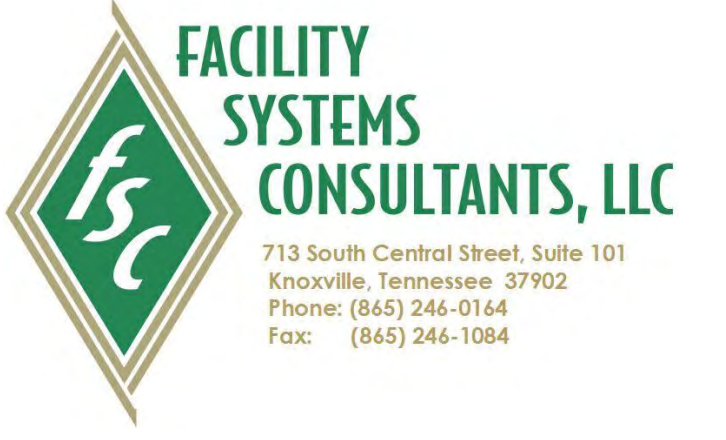 FACILITY
SYSTEMS
CONSULTANTS, LLC
fsc
713 South Central Street, Suite 101
Knoxville, Tennessee 37902
Phone: (865) 246-0164
Fax: (865) 246-1084